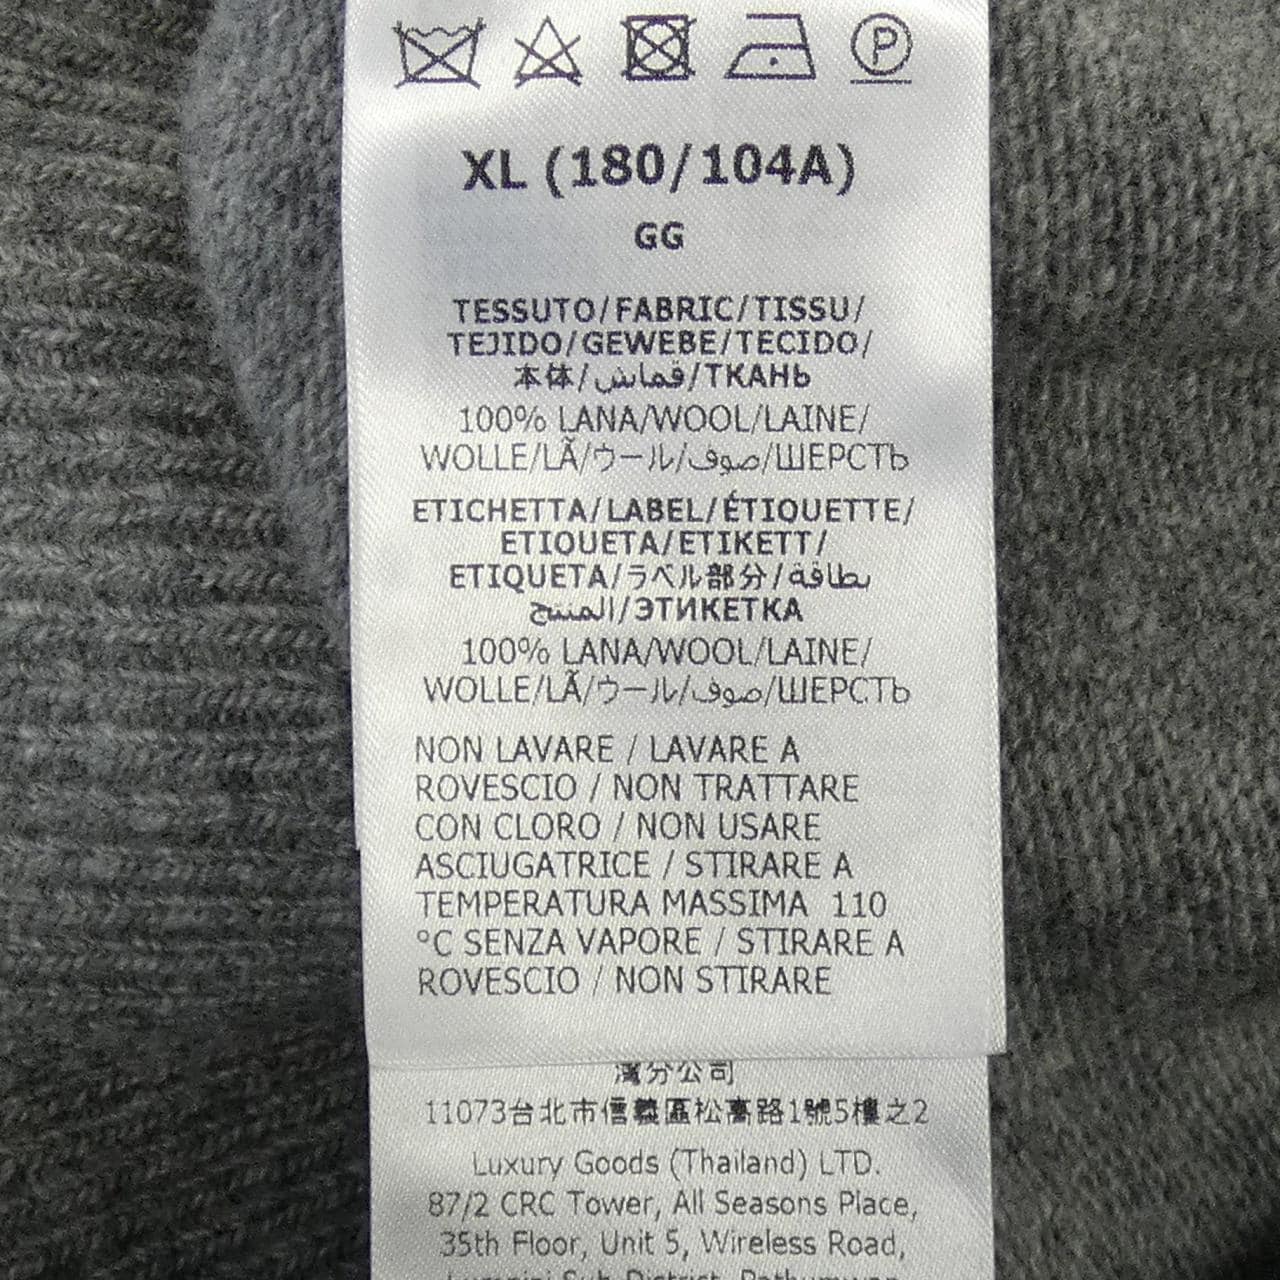 P
XL (180/104A)
GG
TESSUTO/FABRIC/TISSU/
TEJIDO/GEWEBE/TECIDO/
本体/قماش/ТКАНЬ
100% LANA/WOOL/LAINE/
WOLLE/LÃ/ウール/صوف/ШЕРСТЬ
ETICHETTA/LABEL/ÉTIQUETTE/
ETIQUETA/ETIKETT/
ETIQUETA/ラベル部分/بطاقة
المنتج/ЭТИКЕТКА
100% LANA/WOOL/LAINE/
WOLLE/LÃ/ウール/صوف/ШЕРСТЬ
NON LAVARE / LAVARE A
ROVESCIO / NON TRATTARE
CON CLORO / NON USARE
ASCIUGATRICE / STIRARE A
TEMPERATURA MASSIMA 110
°C SENZA VAPORE / STIRARE A
ROVESCIO / NON STIRARE
灣分公司
11073台北市信義區松高路1號5樓之2
Luxury Goods (Thailand) LTD.
87/2 CRC Tower, All Seasons Place,
35th Floor, Unit 5, Wireless Road,